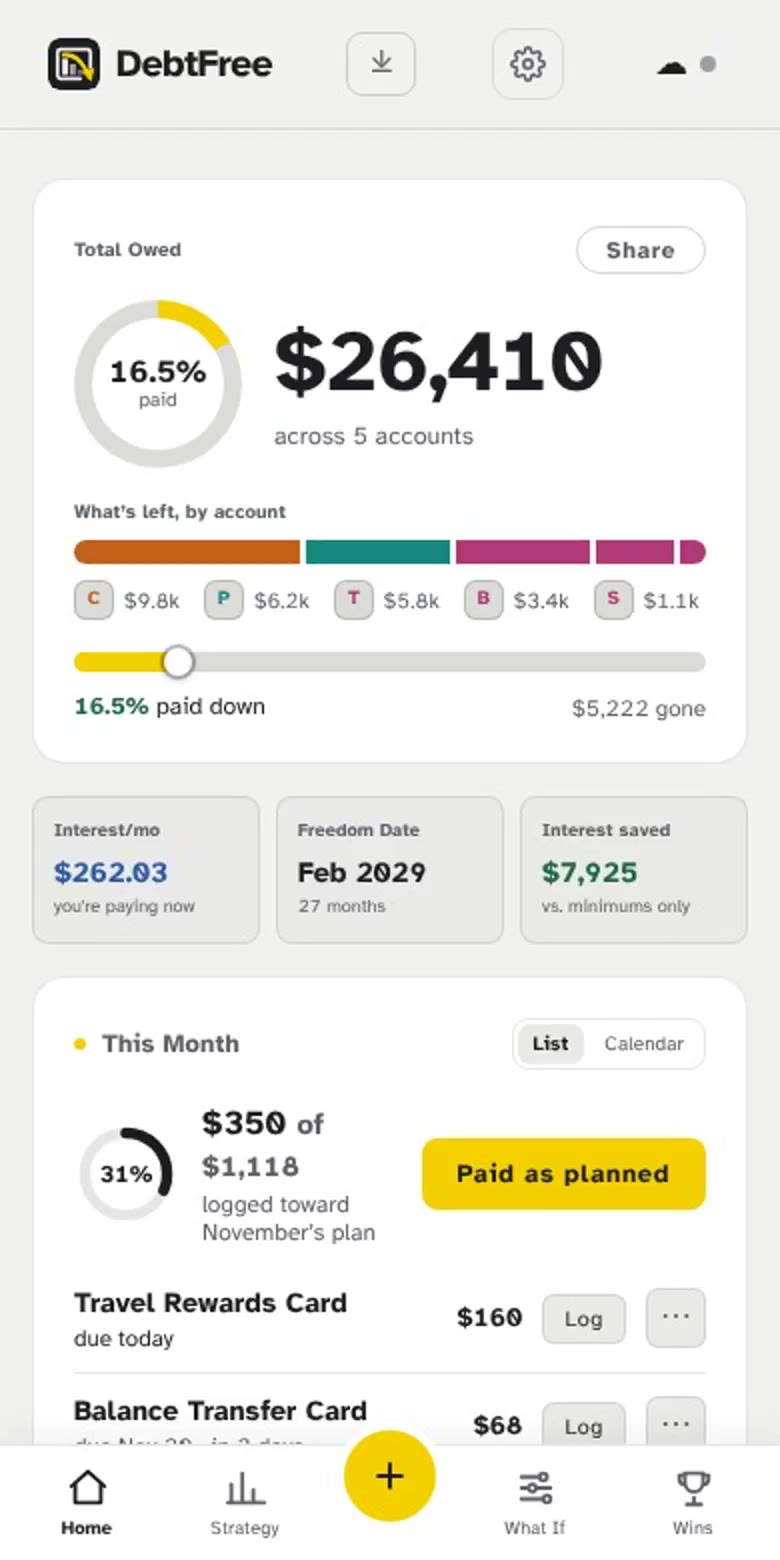 DebtFree
Total Owed
Share
16.5%
paid
$26,410
across 5 accounts
What's left, by account
C $9.8k P $6.2k T $5.8k B $3.4k S $1.1k
16.5% paid down
$5,222 gone
Interest/mo
$262.03
you're paying now
Freedom Date
Feb 2029
27 months
Interest saved
$7,925
vs. minimums only
This Month
List
Calendar
31%
$350 of
$1,118
logged toward
November's plan
Paid as planned
Travel Rewards Card
due today
$160
Log
...
Balance Transfer Card
$68
Log
...
Home
Strategy
+
What If
Wins